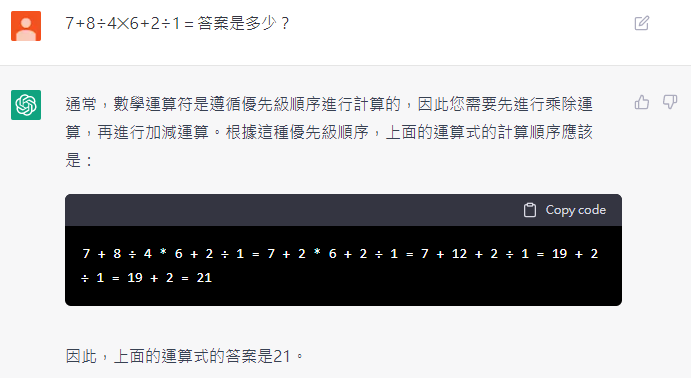 7+8÷4×6+2÷1＝答案是多少？
通常，數學運算符是遵循優先級順序進行計算的，因此您需要先進行乘除運
算，再進行加減運算。根據這種優先級順序，上面的運算式的計算順序應該
是：
Copy code
7 + 8 ÷ 4 * 6 + 2 ÷ 1 = 7 + 2 * 6 + 2 ÷ 1 = 7 + 12 + 2 ÷ 1 = 19 + 2
÷ 1 = 19 + 2 = 21
因此，上面的運算式的答案是21。